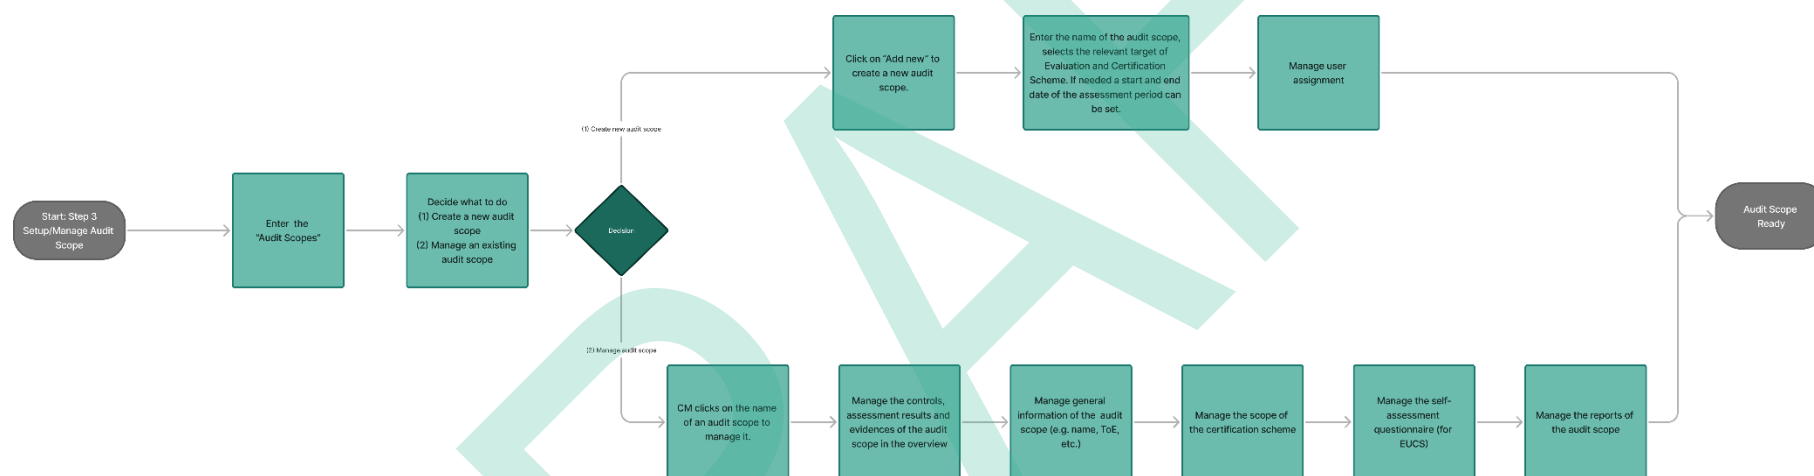 Start: Step 3
Setup/Manage Audit
Scope
Enter the
"Audit Scopes"
Decide what to do
(1) Create a new audit
scope
(2) Manage an existing
audit scope
Decision
(1) Create new audit scope
Click on "Add new" to
create a new audit
scope.
Enter the name of the audit scope,
selects the relevant target of
Evaluation and Certification
Scheme. If needed a start and end
date of the assessment period can
be set.
Manage user
assignment
(2) Manage audit scope
CM clicks on the name
of an audit scope to
manage it.
Manage the controls,
assessment results and
evidences of the audit
scope in the overview
Manage general
information of the audit
scope (e.g. name, ToE,
etc.)
Manage the scope of
the certification scheme
Manage the self-
assessment
questionnaire (for
EUCS)
Manage the reports of
the audit scope
Audit Scope
Ready